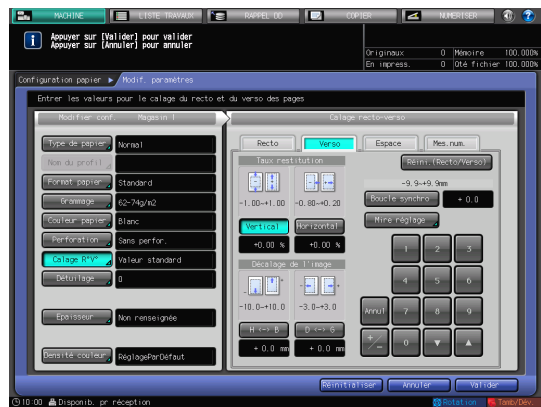 MACHINE LISTE TRAVAUX RAPPEL DD COPIER NUMERISER
Appuyer sur [Valider] pour valider
Appuyer sur [Annuler] pour annuler
Originaux 0 Mémoire 100.000%
En impress. 0 Qté fichier 100.000%
Configuration papier Modif. paramètres
Entrer les valeurs pour le calage du recto et du verso des pages
Modifier conf. Magasin 1
Calage recto-verso
Type de papier Normal
Nom du profil
Format papier Standard
Grammage 62-74g/m2
Couleur papier Blanc
Perforation Sans perfor.
Calage R°V° Valeur standard
Détuilage 0
Epaisseur Non renseignée
Densité couleur RéglageParDéfaut
Recto Verso Espace Mes.num.
Taux restitution
-1.00~+1.00 -0.80~+0.20
Vertical Horizontal
+0.00 % +0.00 %
Décalage de l'image
-10.0~+10.0 -3.0~+3.0
H <-> B D <-> G
+ 0.0 mm + 0.0 mm
Réini.(Recto/Verso)
-9.9~+9.9mm
Boucle synchro + 0.0
Mire réglage
1 2 3
4 5 6
Annul 7 8 9
+/- 0 ▼ ▲
Réinitialiser Annuler Valider
10:00 Disponib. pr réception
Rotation Tamb/Dév.